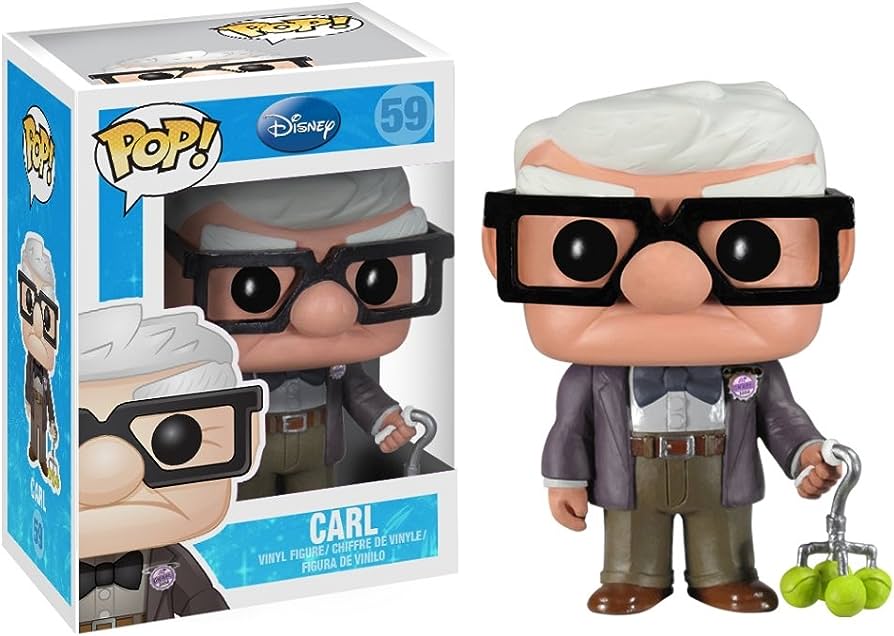 POP!
CARL
59
POP!
Disney
59
CARL
VINYL FIGURE/ CHIFFRE DE VINYLE/
FIGURA DE VINILO